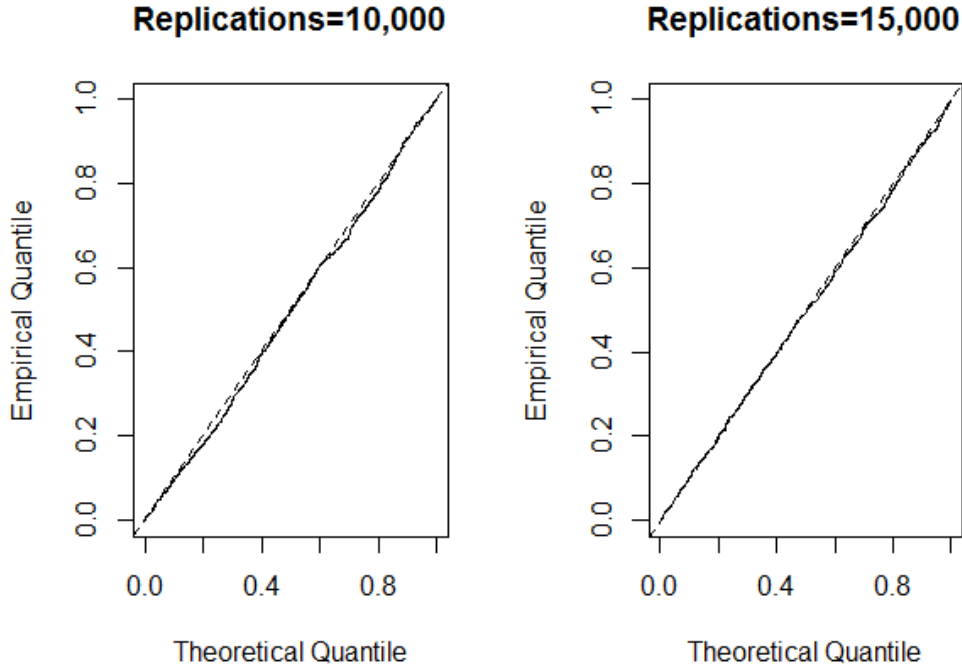 Replications=10,000
Empirical Quantile
1.0
0.8
0.6
0.4
0.2
0.0
0.0 0.4 0.8
Theoretical Quantile
Replications=15,000
Empirical Quantile
1.0
0.8
0.6
0.4
0.2
0.0
0.0 0.4 0.8
Theoretical Quantile